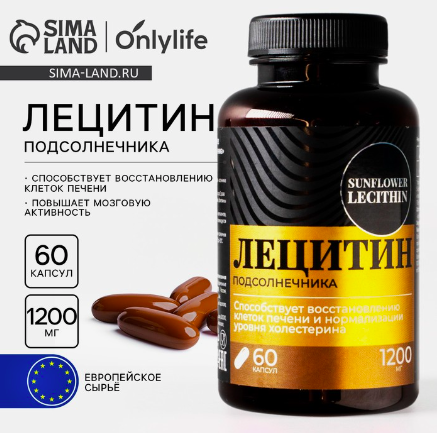 SIMA LAND
Onlylife
SIMA-LAND.RU
ЛЕЦИТИН
ПОДСОЛНЕЧНИКА
• СПОСОБСТВУЕТ ВОССТАНОВЛЕНИЮ
КЛЕТОК ПЕЧЕНИ
• ПОВЫШАЕТ МОЗГОВУЮ
АКТИВНОСТЬ
60
КАПСУЛ
1200
МГ
ЕВРОПЕЙСКОЕ
СЫРЬЁ
SUNFLOWER
LECITHIN
ЛЕЦИТИН
ПОДСОЛНЕЧНИКА
Способствует восстановлению
клеток печени и нормализации
уровня холестерина
60
КАПСУЛ
1200
МГ